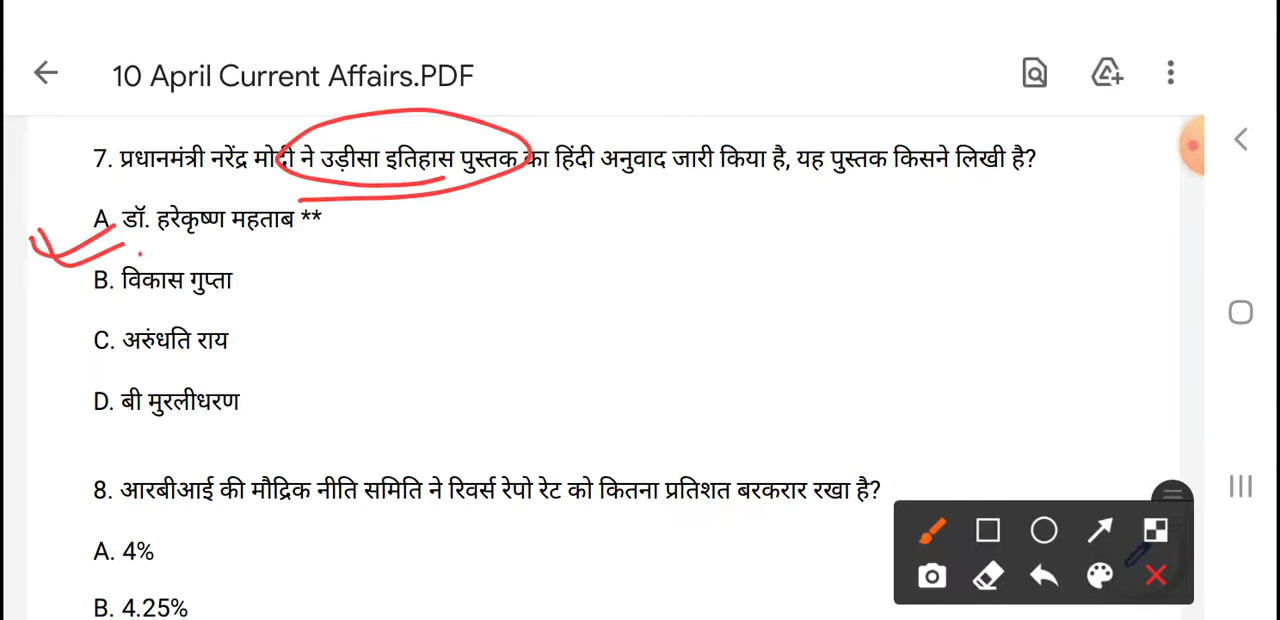 10 April Current Affairs.PDF
7. प्रधानमंत्री नरेंद्र मोदी ने उड़ीसा इतिहास पुस्तक का हिंदी अनुवाद जारी किया है, यह पुस्तक किसने लिखी है?
A. डॉ. हरेकृष्ण महताब **
B. विकास गुप्ता
C. अरुंधति राय
D. बी मुरलीधरण
8. आरबीआई की मौद्रिक नीति समिति ने रिवर्स रेपो रेट को कितना प्रतिशत बरकरार रखा है?
A. 4%
B. 4.25%